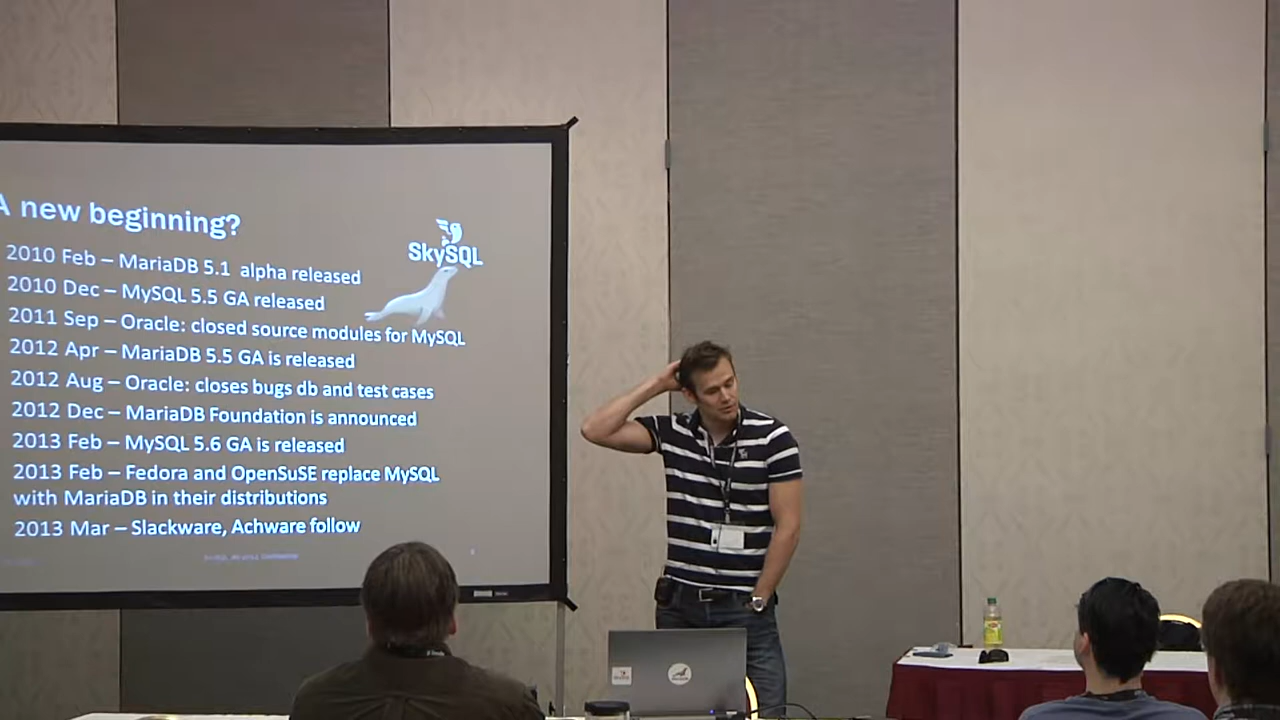 A new beginning?
SkySQL
2010 Feb – MariaDB 5.1 alpha released
2010 Dec – MySQL 5.5 GA released
2011 Sep – Oracle: closed source modules for MySQL
2012 Apr – MariaDB 5.5 GA is released
2012 Aug – Oracle: closes bugs db and test cases
2012 Dec – MariaDB Foundation is announced
2013 Feb – MySQL 5.6 GA is released
2013 Feb – Fedora and OpenSuSE replace MySQL
with MariaDB in their distributions
2013 Mar – Slackware, Achware follow